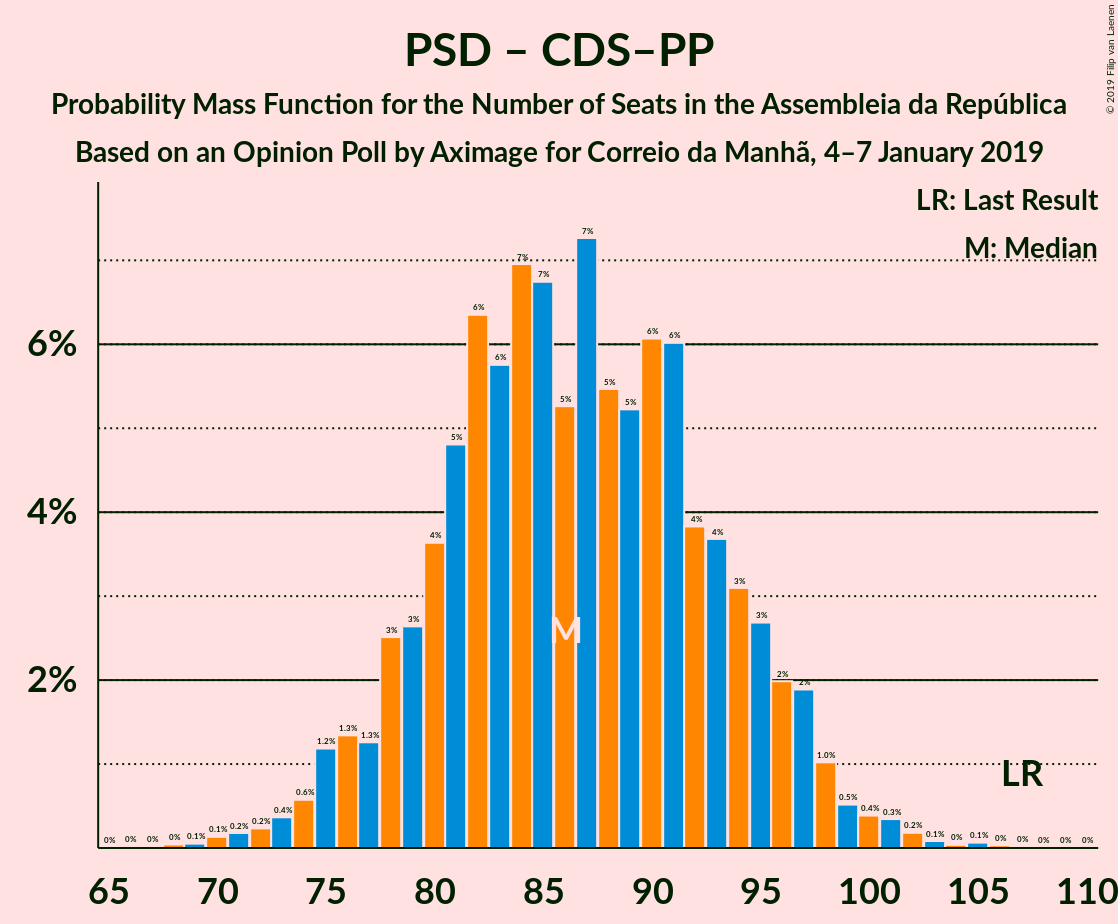 PSD – CDS–PP
Probability Mass Function for the Number of Seats in the Assembleia da República
Based on an Opinion Poll by Aximage for Correio da Manhã, 4–7 January 2019
© 2019 Filip van Laenen
LR: Last Result
M: Median
6%
4%
2%
0% 0% 0% 0% 0.1% 0.1% 0.2% 0.2% 0.4% 0.6% 1.2% 1.3% 1.3% 3% 3% 4% 5% 6% 6% 7% 7% 5% 7% 5% 5% 6% 6% 4% 4% 3% 3% 2% 2% 1.0% 0.5% 0.4% 0.3% 0.2% 0.1% 0% 0.1% 0% 0% 0% 0% 0%
M
LR
65 70 75 80 85 90 95 100 105 110